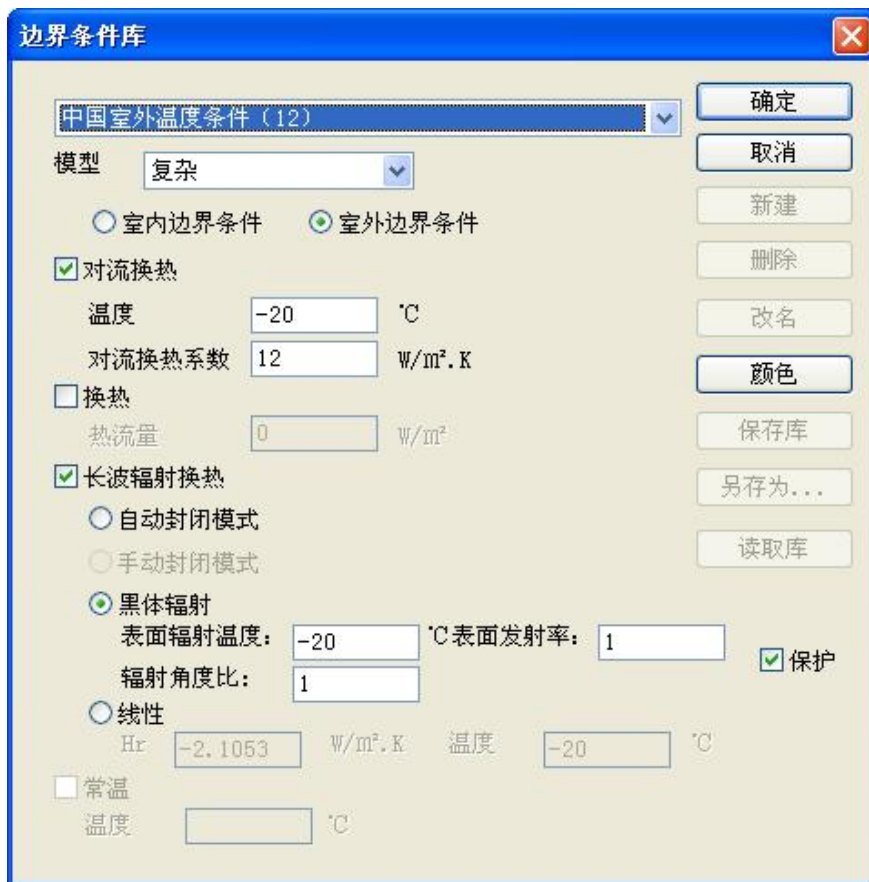 边界条件库
中国室外温度条件（12） 确定
模型 复杂 取消
室内边界条件 室外边界条件 新建
对流换热 删除
温度 -20 ℃ 改名
对流换热系数 12 W/m².K 颜色
换热
热流量 0 W/m² 保存库
长波辐射换热 另存为...
自动封闭模式
手动封闭模式 读取库
黑体辐射
表面辐射温度： -20 ℃表面发射率： 1
辐射角度比： 1 保护
线性
Hr -2.1053 W/m².K 温度 -20 ℃
常温
温度 ℃